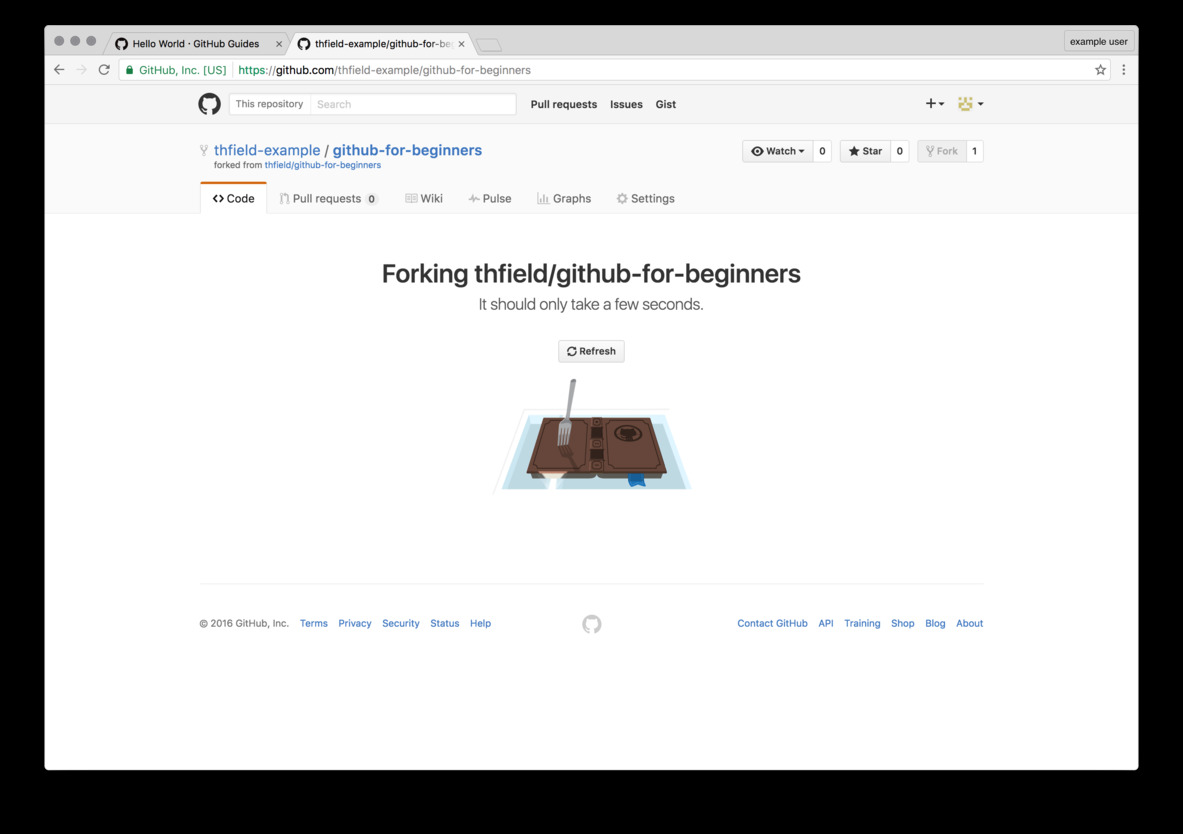 Hello World · GitHub Guides
thfield-example/github-for-be
example user
GitHub, Inc. [US] https://github.com/thfield-example/github-for-beginners
This repository Search Pull requests Issues Gist
thfield-example / github-for-beginners
forked from thfield/github-for-beginners
Watch 0 Star 0 Fork 1
Code Pull requests 0 Wiki Pulse Graphs Settings
Forking thfield/github-for-beginners
It should only take a few seconds.
Refresh
© 2016 GitHub, Inc. Terms Privacy Security Status Help Contact GitHub API Training Shop Blog About